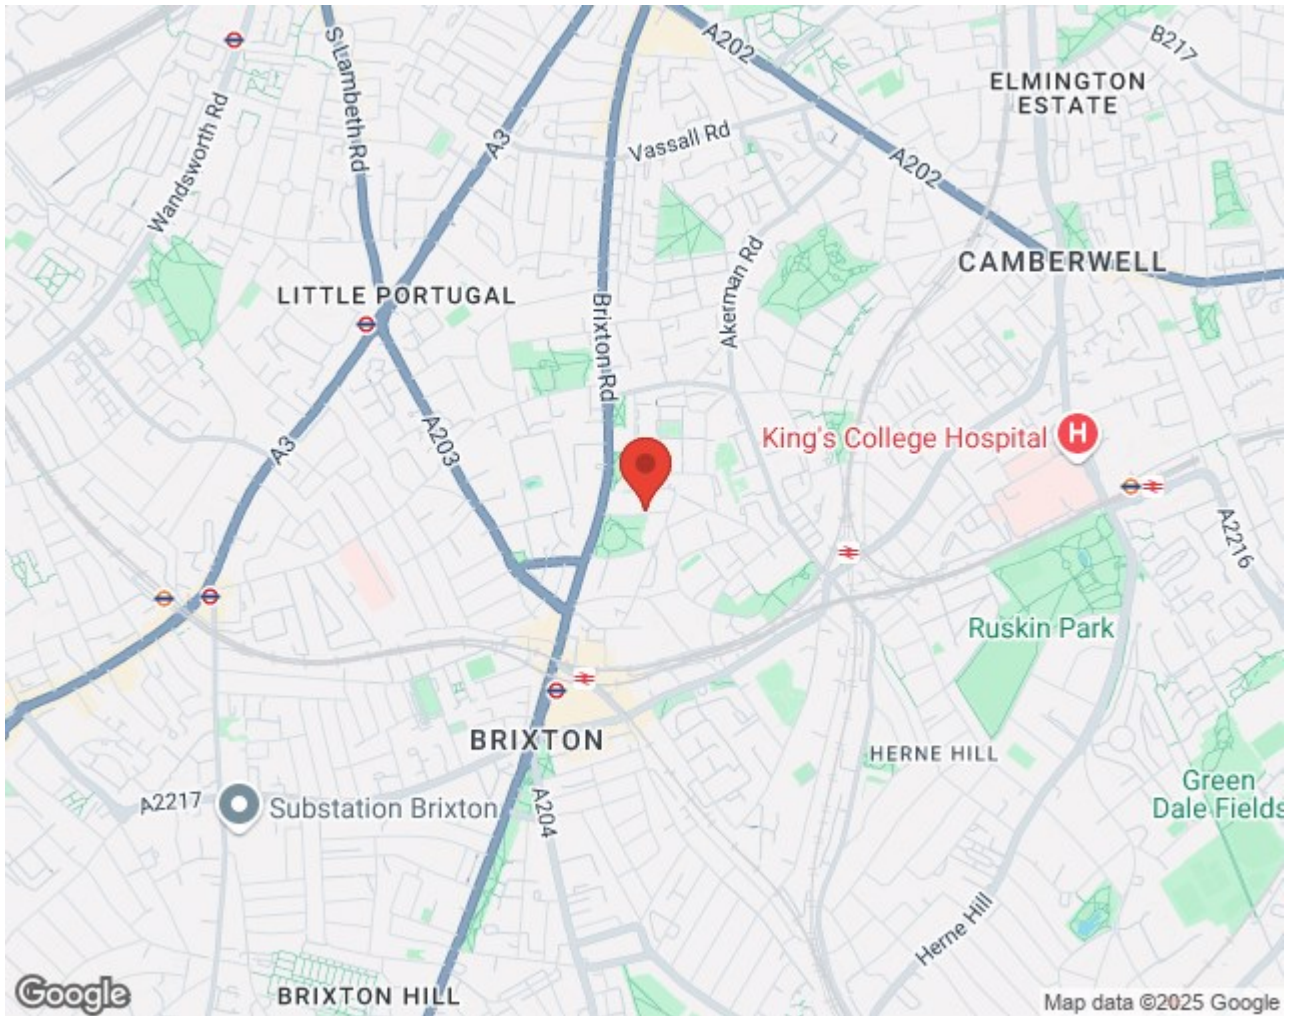 S Lambeth Rd
A202
B217
ELMINGTON
ESTATE
Wandsworth Rd
A3
Vassall Rd
A202
CAMBERWELL
Akerman Rd
LITTLE PORTUGAL
Brixton Rd
A203
A3
King's College Hospital
H
A2216
Ruskin Park
BRIXTON
HERNE HILL
Green
Dale Fields
A2217
Substation Brixton
A204
Herne Hill
BRIXTON HILL
Google
Map data ©2025 Google